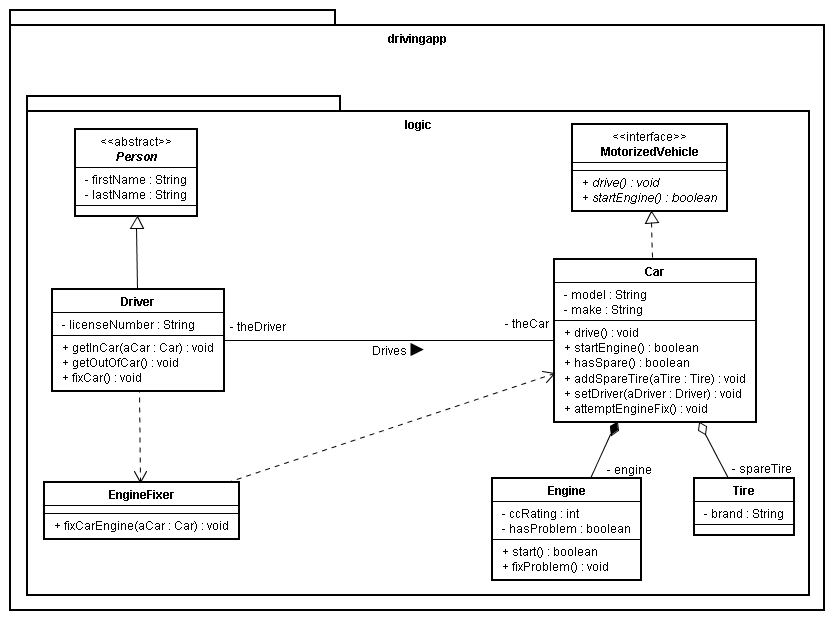 drivingapp
logic
<<abstract>>
Person
- firstName : String
- lastName : String
<<interface>>
MotorizedVehicle
+ drive() : void
+ startEngine() : boolean
Driver
- licenseNumber : String
+ getInCar(aCar : Car) : void
+ getOutOfCar() : void
+ fixCar() : void
- theDriver
Drives
- theCar
Car
- model : String
- make : String
+ drive() : void
+ startEngine() : boolean
+ hasSpare() : boolean
+ addSpareTire(aTire : Tire) : void
+ setDriver(aDriver : Driver) : void
+ attemptEngineFix() : void
EngineFixer
+ fixCarEngine(aCar : Car) : void
- engine
Engine
- ccRating : int
- hasProblem : boolean
+ start() : boolean
+ fixProblem() : void
- spareTire
Tire
- brand : String